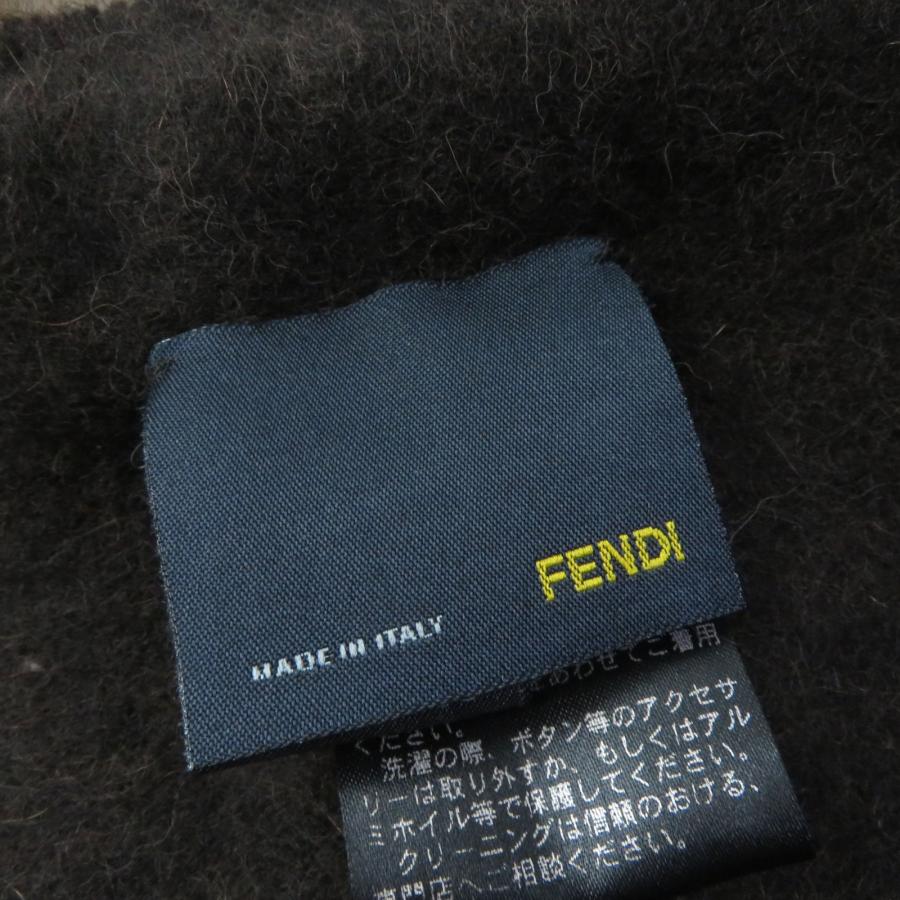 FENDI
MADE IN ITALY
あわせてご着用
ください。
洗濯の際、ボタン等のアクセサ
リーは取り外すか、もしくはアル
ミホイル等で保護してください。
クリーニングは信頼のおける、
専門店へご相談ください。